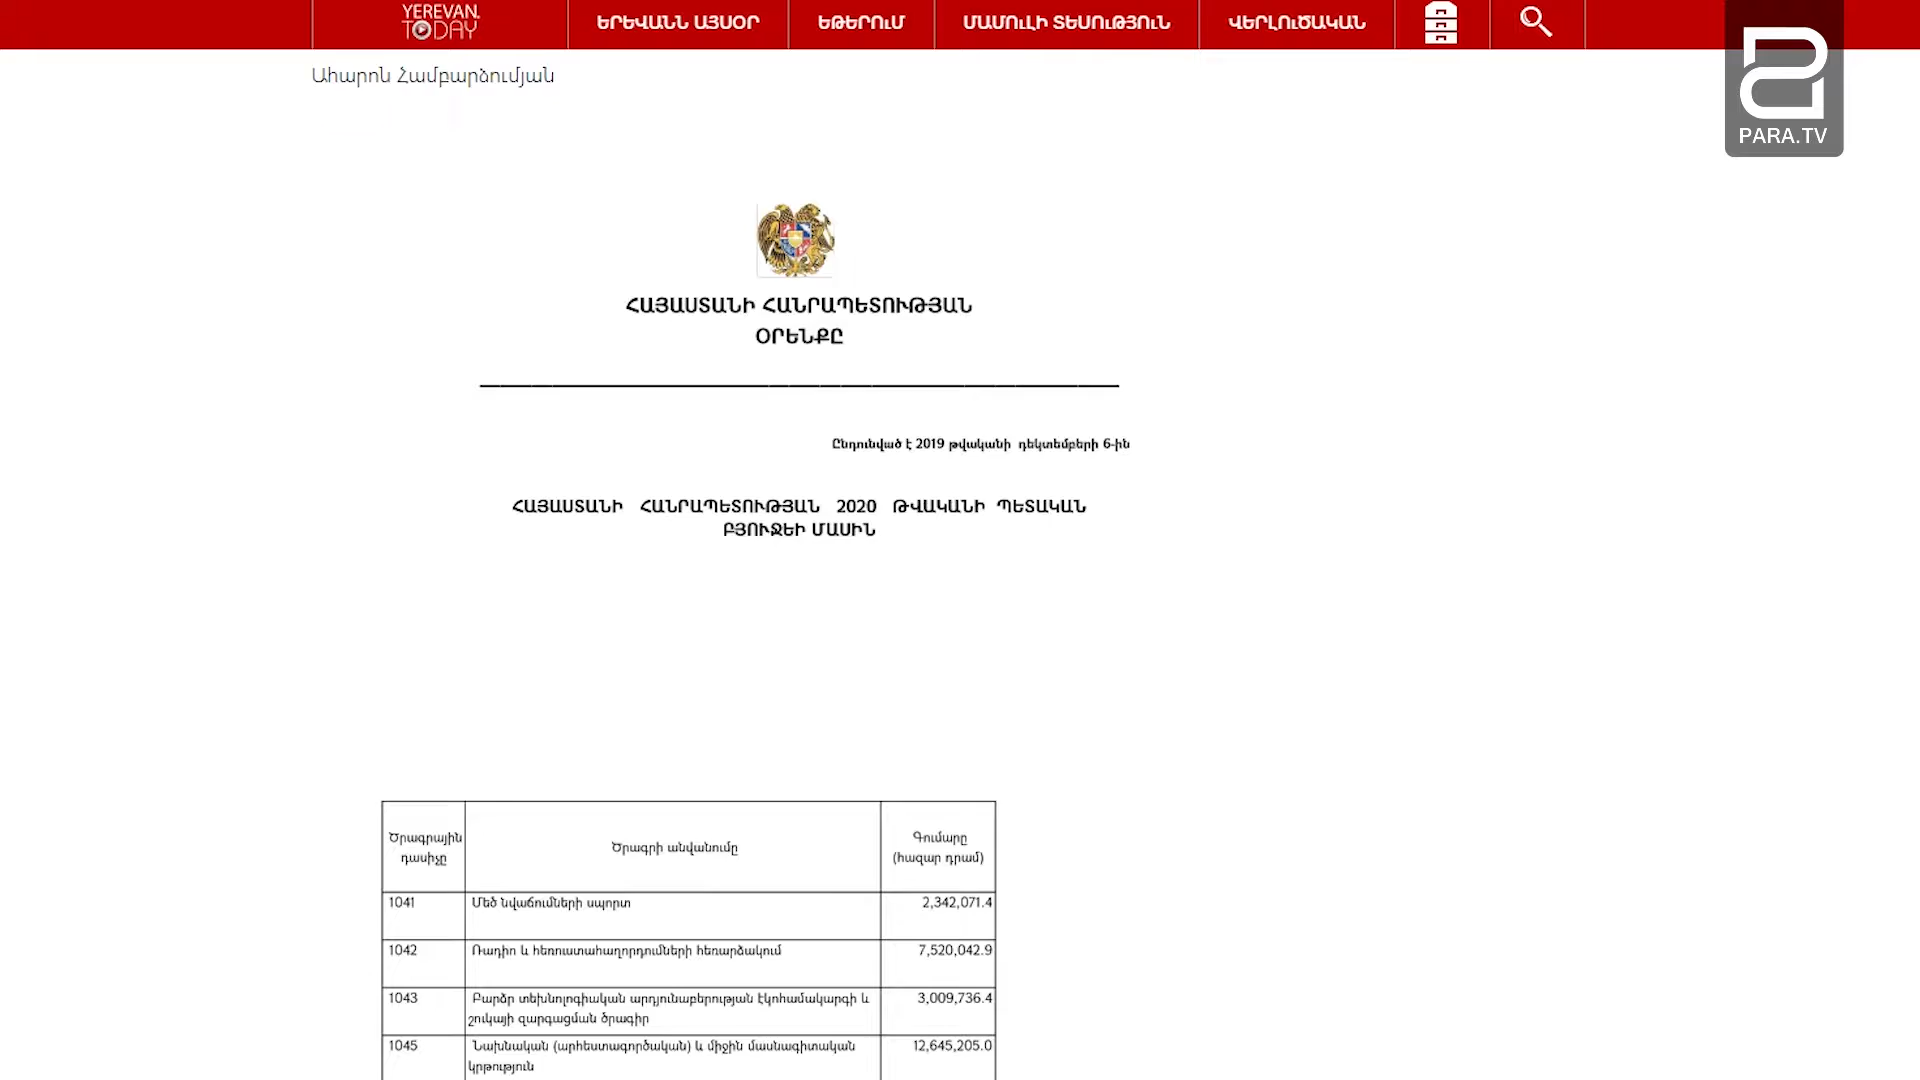 YEREVAN.
TODAY
ԵՐԵՎԱՆՆ ԱՅՍՕՐ
ԵԹԵՐՈՒՄ
ՄԱՄՈՒԼԻ ՏԵՍՈՒԹՅՈՒՆ
ՎԵՐԼՈՒԾԱԿԱՆ
PARA.TV
Ահարոն Համբարձումյան
ՀԱՅԱՍՏԱՆԻ ՀԱՆՐԱՊԵՏՈՒԹՅԱՆ
ՕՐԵՆՔԸ
Ընդունված է 2019 թվականի դեկտեմբերի 6-ին
ՀԱՅԱՍՏԱՆԻ ՀԱՆՐԱՊԵՏՈՒԹՅԱՆ 2020 ԹՎԱԿԱՆԻ ՊԵՏԱԿԱՆ
ԲՅՈՒՋԵԻ ՄԱՍԻՆ
Ծրագրային
դասիչը
Ծրագրի անվանումը
Գումարը
(հազար դրամ)
1041 Մեծ նվաճումների սպորտ 2,342,071.4
1042 Ռադիո և հեռուստահաղորդումների հեռարձակում 7,520,042.9
1043 Բարձր տեխնոլոգիական արդյունաբերության էկոհամակարգի և 3,009,736.4
շուկայի զարգացման ծրագիր
1045 Նախնական (արհեստագործական) և միջին մասնագիտական 12,645,205.0
կրթություն